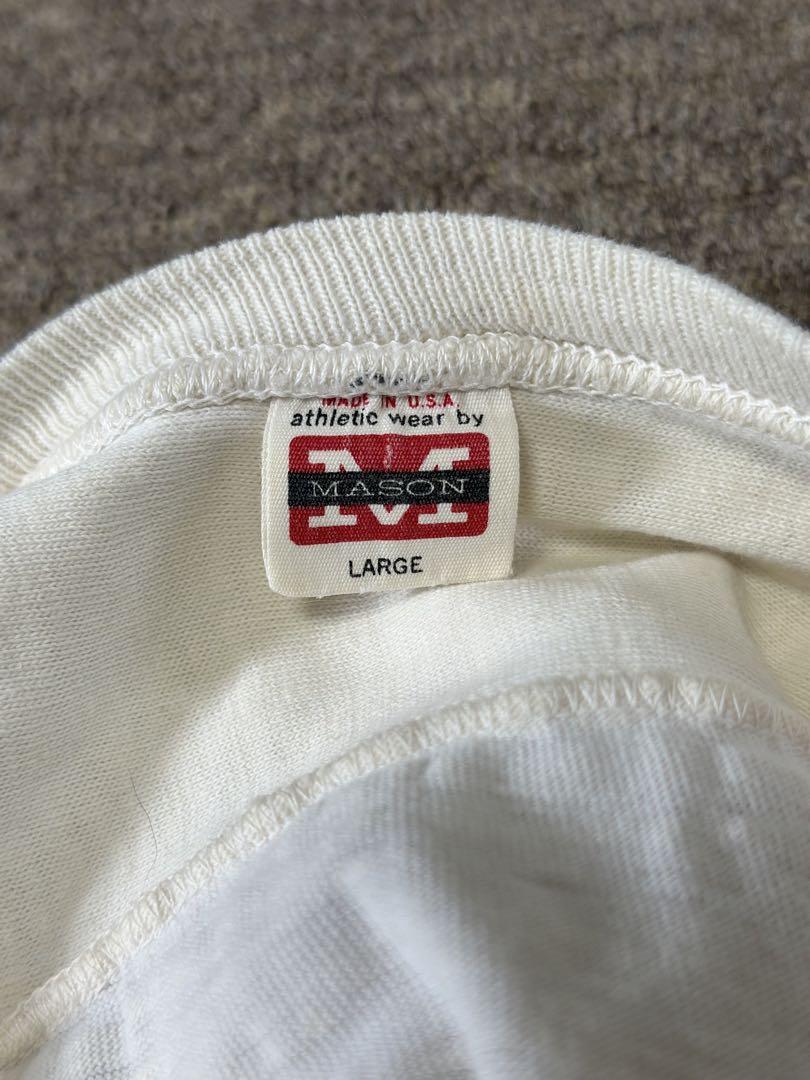 MADE IN U.S.A.
athletic wear by
M
MASON
LARGE